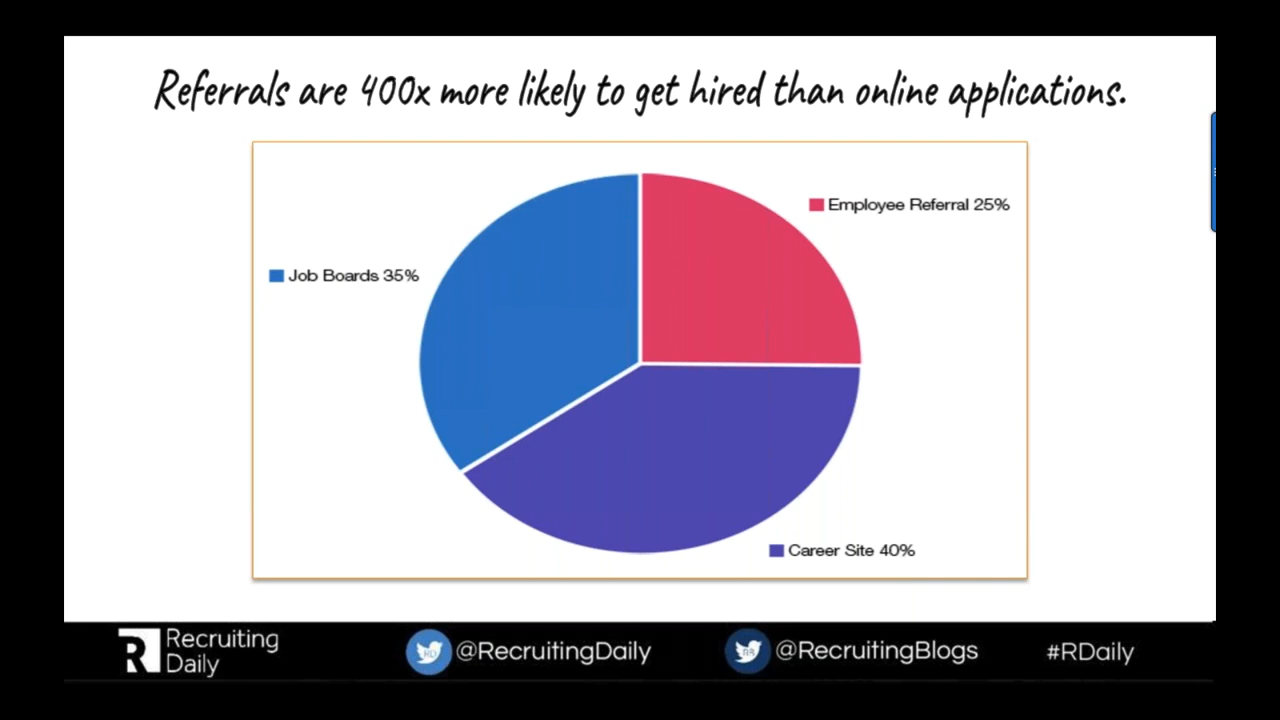 Referrals are 400x more likely to get hired than online applications.
Employee Referral 25%
Job Boards 35%
Career Site 40%
Recruiting
Daily
@RecruitingDaily
@RecruitingBlogs
#RDaily